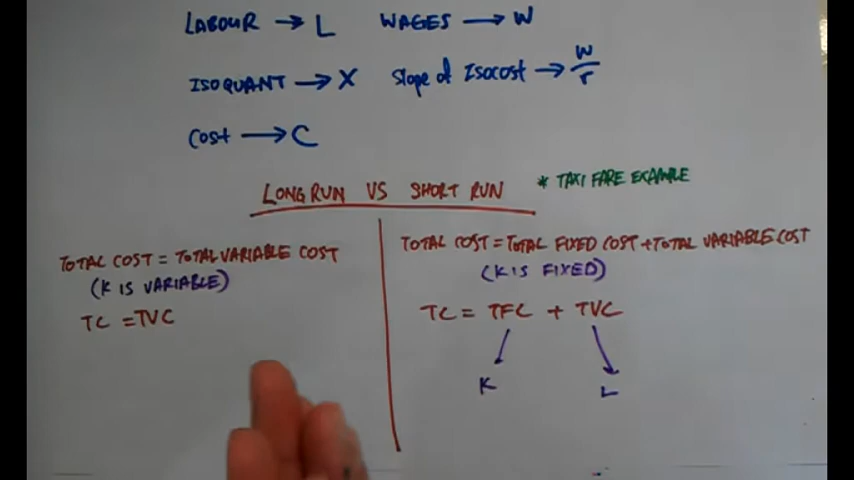 LABOUR → L WAGES → W
ISOQUANT → X Slope of Isocost → W/r
Cost → C
LONG RUN VS SHORT RUN * TAXI FARE EXAMPLE
TOTAL COST = TOTAL VARIABLE COST
(K IS VARIABLE)
TC = TVC
TOTAL COST = TOTAL FIXED COST + TOTAL VARIABLE COST
(K IS FIXED)
TC = TFC + TVC
K L